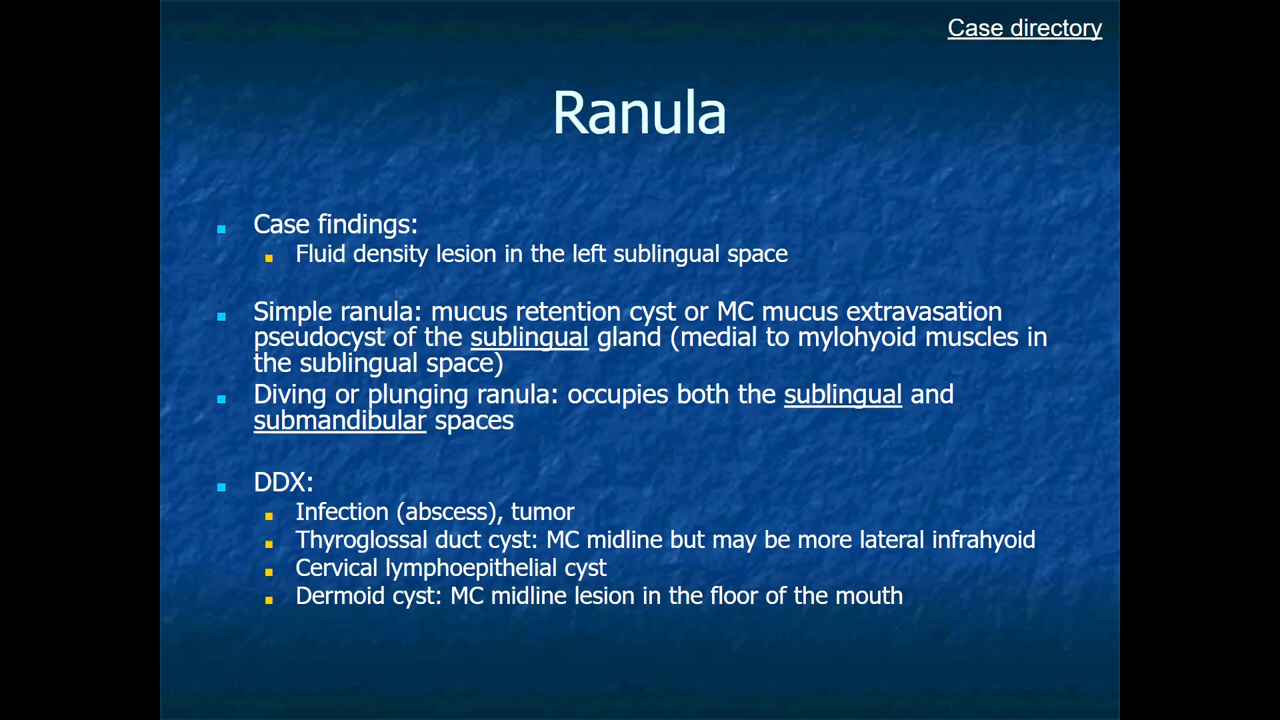 Case directory
Ranula
Case findings:
Fluid density lesion in the left sublingual space
Simple ranula: mucus retention cyst or MC mucus extravasation
pseudocyst of the sublingual gland (medial to mylohyoid muscles in
the sublingual space)
Diving or plunging ranula: occupies both the sublingual and
submandibular spaces
DDX:
Infection (abscess), tumor
Thyroglossal duct cyst: MC midline but may be more lateral infrahyoid
Cervical lymphoepithelial cyst
Dermoid cyst: MC midline lesion in the floor of the mouth